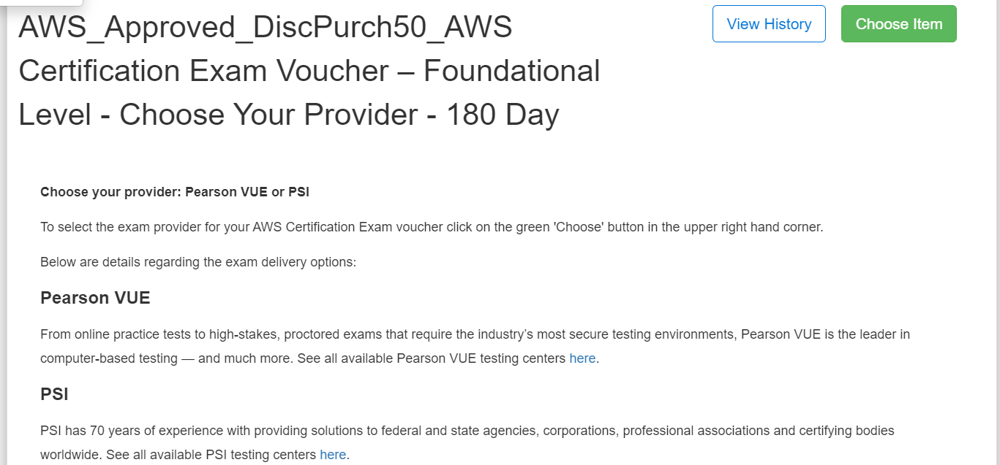 AWS_Approved_DiscPurch50_AWS
Certification Exam Voucher – Foundational
Level - Choose Your Provider - 180 Day
View History
Choose Item
Choose your provider: Pearson VUE or PSI
To select the exam provider for your AWS Certification Exam voucher click on the green 'Choose' button in the upper right hand corner.
Below are details regarding the exam delivery options:
Pearson VUE
From online practice tests to high-stakes, proctored exams that require the industry’s most secure testing environments, Pearson VUE is the leader in
computer-based testing — and much more. See all available Pearson VUE testing centers here.
PSI
PSI has 70 years of experience with providing solutions to federal and state agencies, corporations, professional associations and certifying bodies
worldwide. See all available PSI testing centers here.